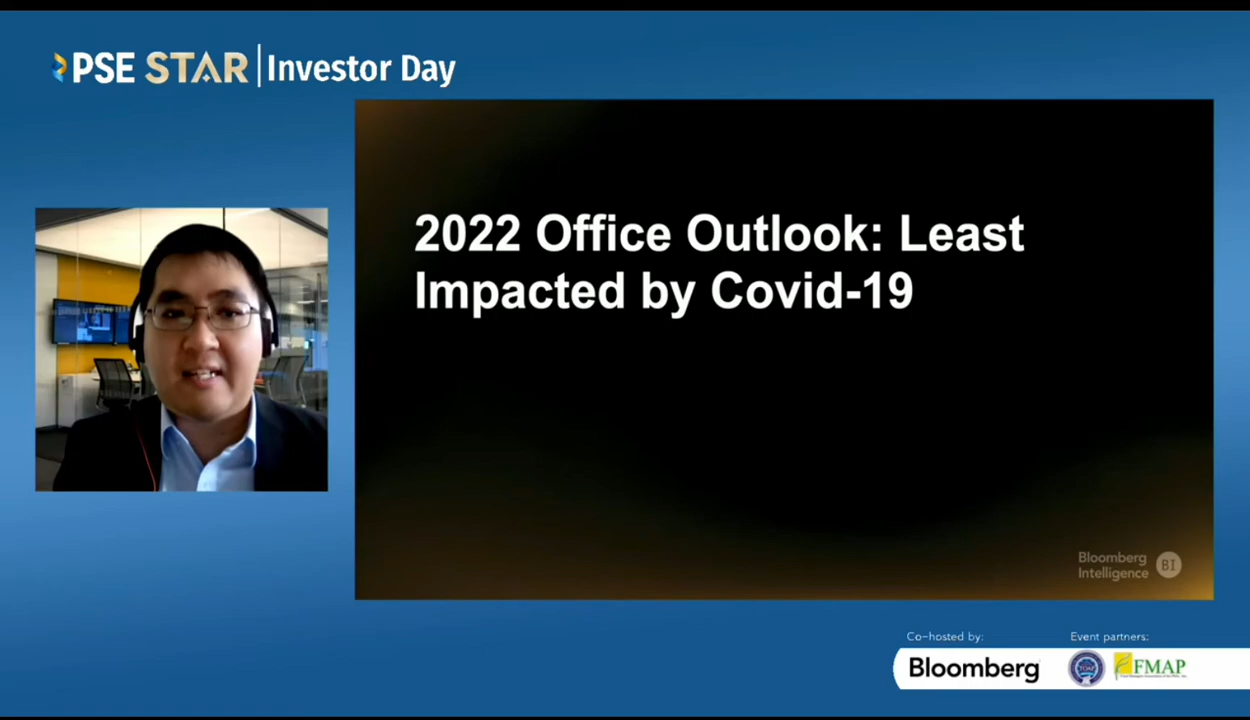 PSE STAR | Investor Day
2022 Office Outlook: Least
Impacted by Covid-19
Bloomberg
Intelligence BI
Co-hosted by:
Event partners:
Bloomberg
FMAP